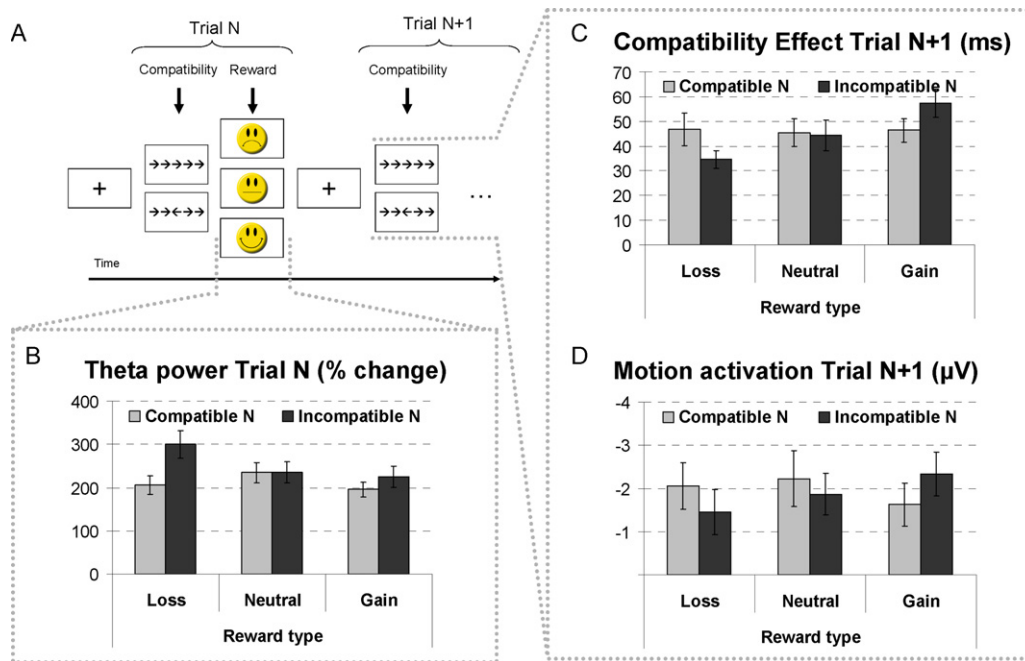 A
Trial N
Trial N+1
Compatibility Reward
Compatibility
+
→→→→→
→→←→→
+
→→→→→
→→←→→
...
Time
B
Theta power Trial N (% change)
Compatible N
Incompatible N
400
300
200
100
0
Loss
Neutral
Gain
Reward type
C
Compatibility Effect Trial N+1 (ms)
Compatible N
Incompatible N
70
60
50
40
30
20
10
0
Loss
Neutral
Gain
Reward type
D
Motion activation Trial N+1 (µV)
Compatible N
Incompatible N
-4
-3
-2
-1
Loss
Neutral
Gain
Reward type